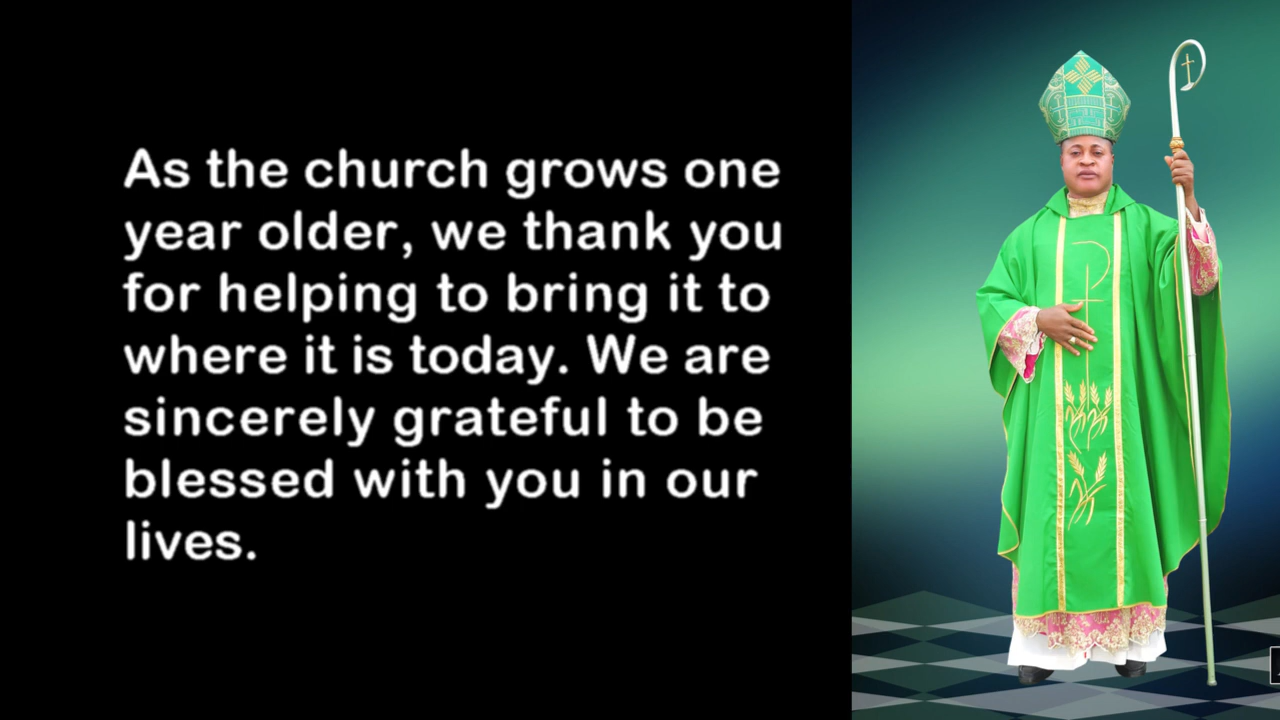 As the church grows one
year older, we thank you
for helping to bring it to
where it is today. We are
sincerely grateful to be
blessed with you in our
lives.